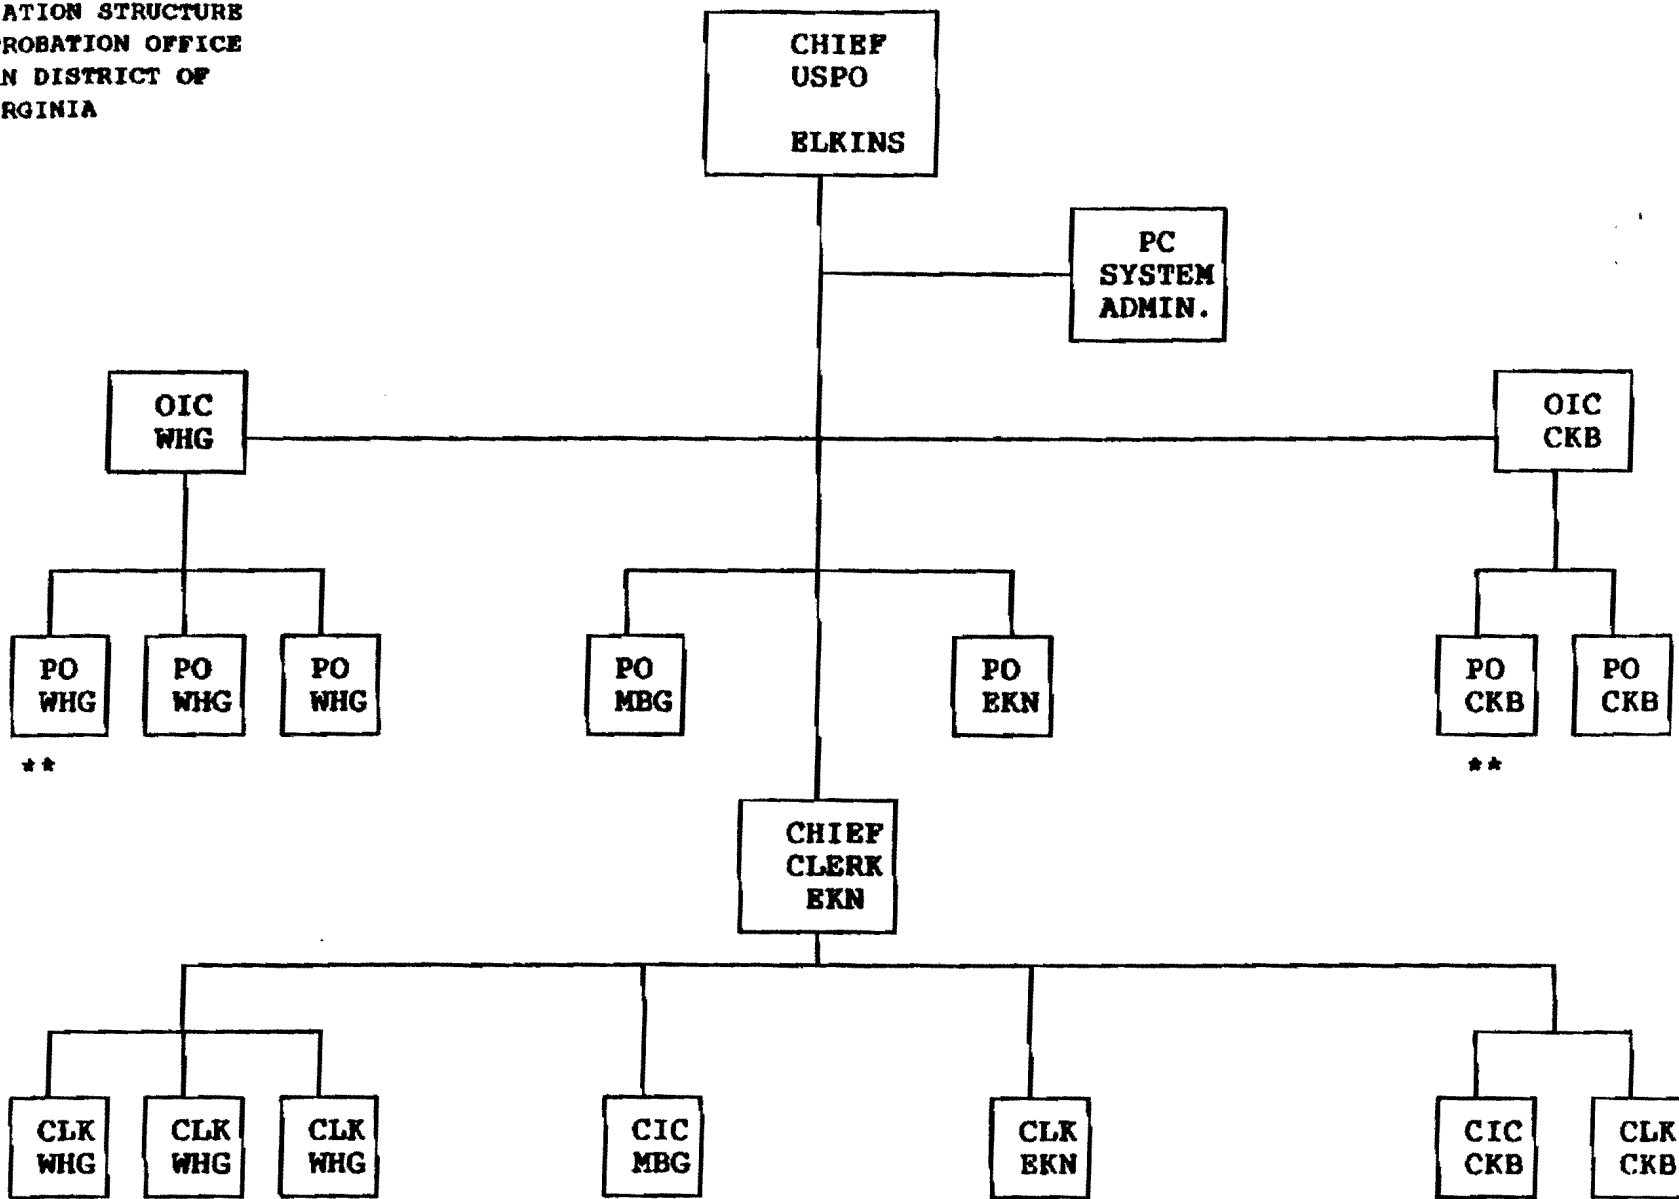 ATION STRUCTURE
PROBATION OFFICE
N DISTRICT OF
RGINIA
CHIEF
USPO
ELKINS
PC
SYSTEM
ADMIN.
OIC
WHG
OIC
CKB
PO
WHG
PO
WHG
PO
WHG
PO
MBG
PO
EKN
PO
CKB
PO
CKB
**
**
CHIEF
CLERK
EKN
CLK
WHG
CLK
WHG
CLK
WHG
CIC
MBG
CLK
EKN
CIC
CKB
CLK
CKB